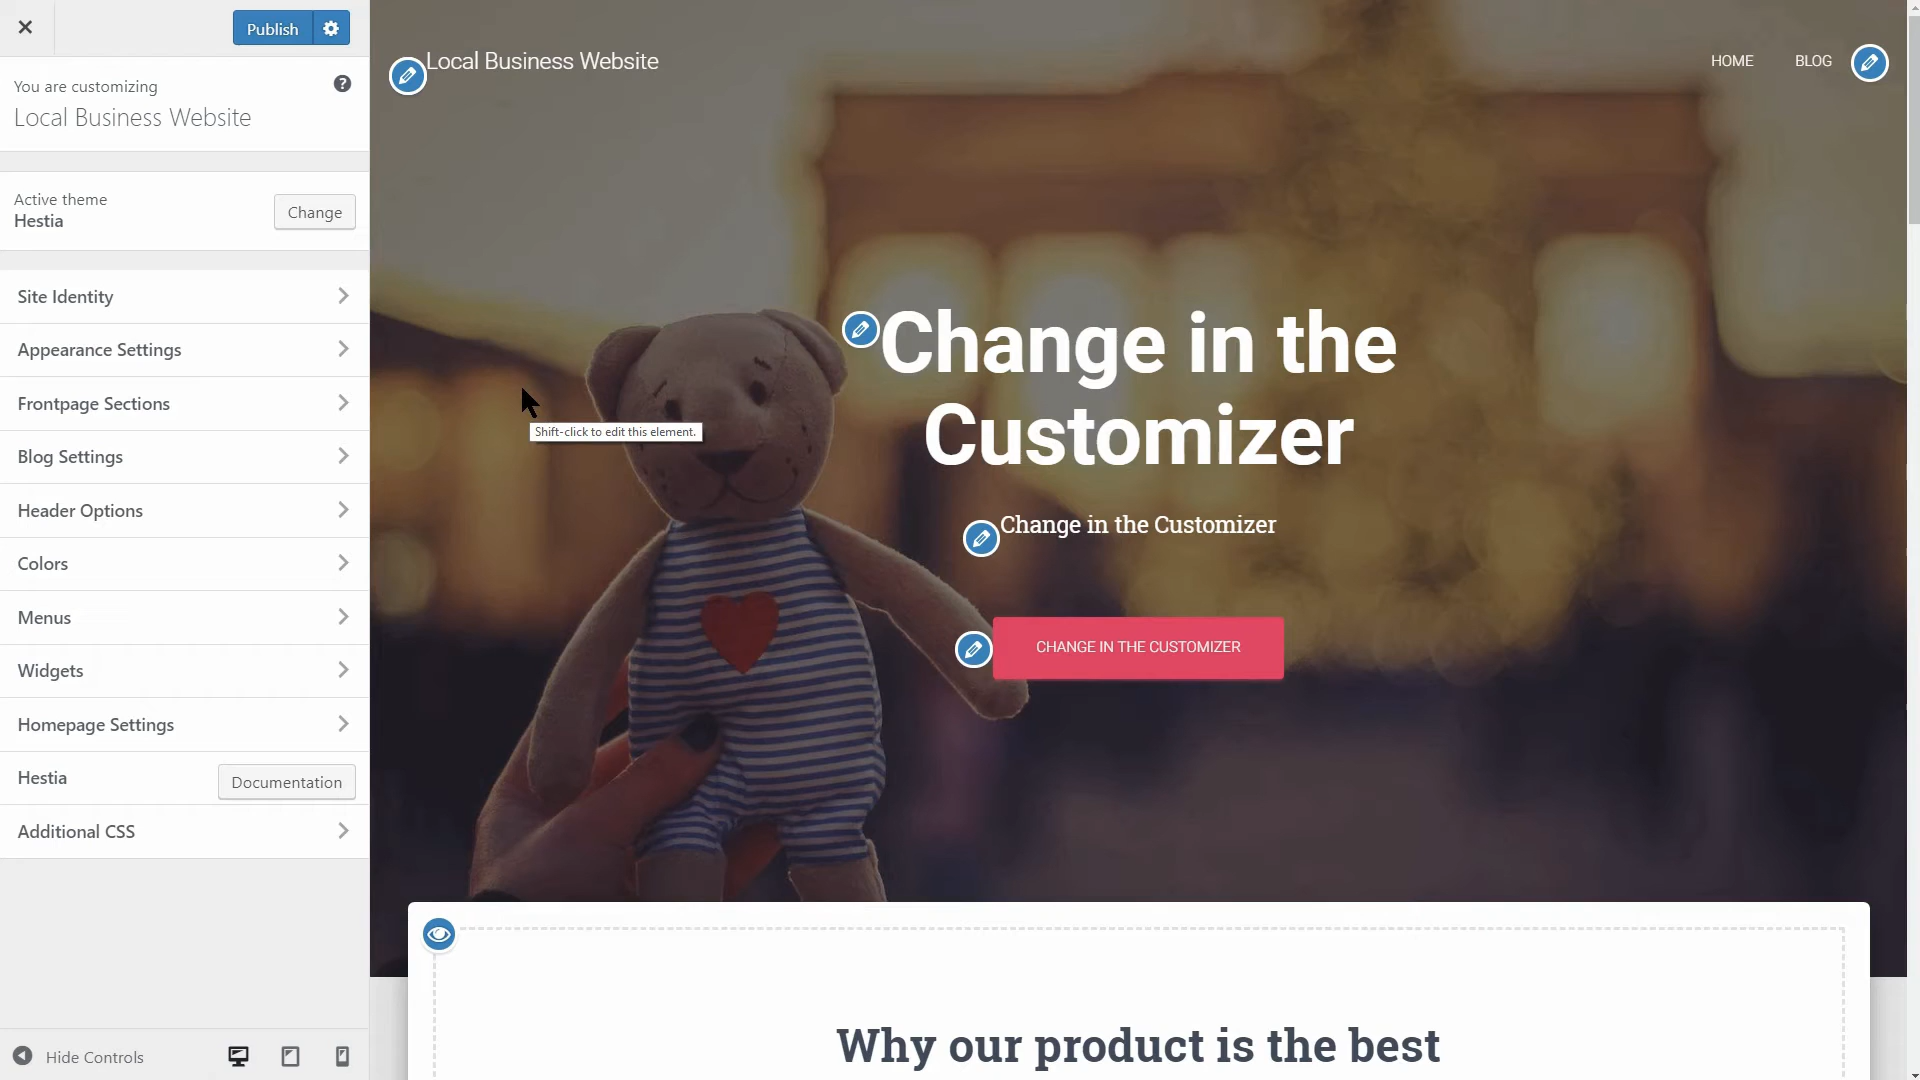 Publish
You are customizing
Local Business Website
Active theme
Hestia
Change
Site Identity
Appearance Settings
Frontpage Sections
Blog Settings
Header Options
Colors
Menus
Widgets
Homepage Settings
Hestia
Documentation
Additional CSS
Hide Controls
Local Business Website
HOME
BLOG
Change in the
Customizer
Shift-click to edit this element.
Change in the Customizer
CHANGE IN THE CUSTOMIZER
Why our product is the best